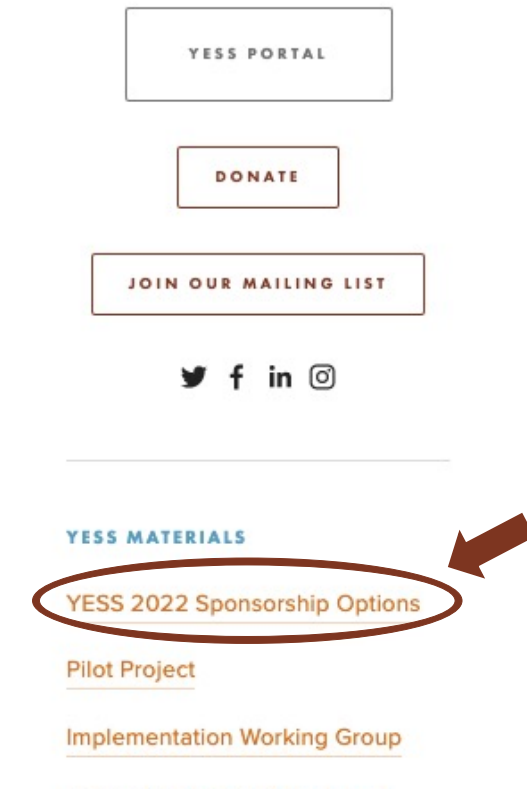 YESS PORTAL
DONATE
JOIN OUR MAILING LIST
YESS MATERIALS
YESS 2022 Sponsorship Options
Pilot Project
Implementation Working Group